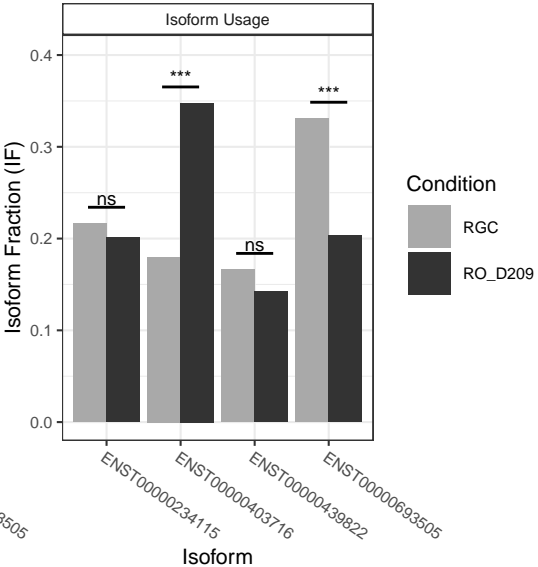 Isoform Usage
Isoform Fraction (IF)
0.4
0.3
0.2
0.1
0.0
ns
***
ns
***
ENST00000234115
ENST00000403716
ENST00000439822
ENST00000693505
Isoform
Condition
RGC
RO_D209
3505